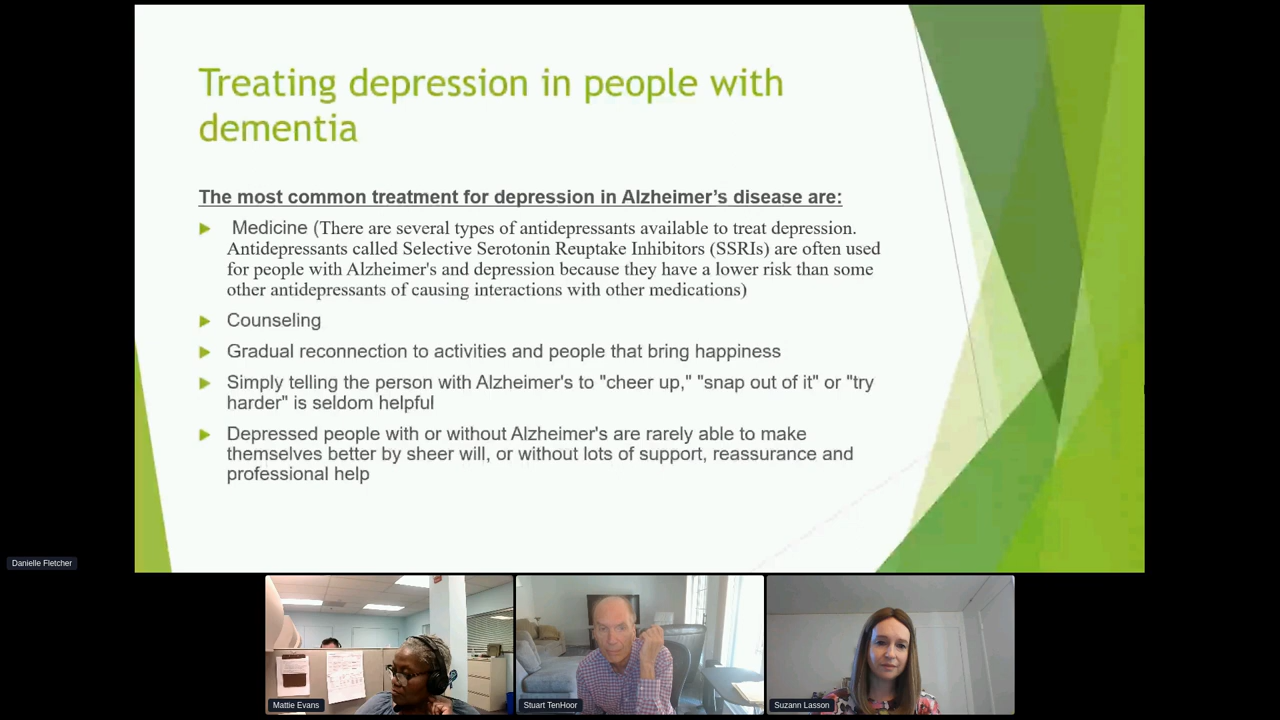 Treating depression in people with
dementia
The most common treatment for depression in Alzheimer’s disease are:
Medicine (There are several types of antidepressants available to treat depression.
Antidepressants called Selective Serotonin Reuptake Inhibitors (SSRIs) are often used
for people with Alzheimer's and depression because they have a lower risk than some
other antidepressants of causing interactions with other medications)
Counseling
Gradual reconnection to activities and people that bring happiness
Simply telling the person with Alzheimer's to "cheer up," "snap out of it" or "try
harder" is seldom helpful
Depressed people with or without Alzheimer's are rarely able to make
themselves better by sheer will, or without lots of support, reassurance and
professional help
Danielle Fletcher
Mattie Evans
Stuart TenHoor
Suzann Lasson